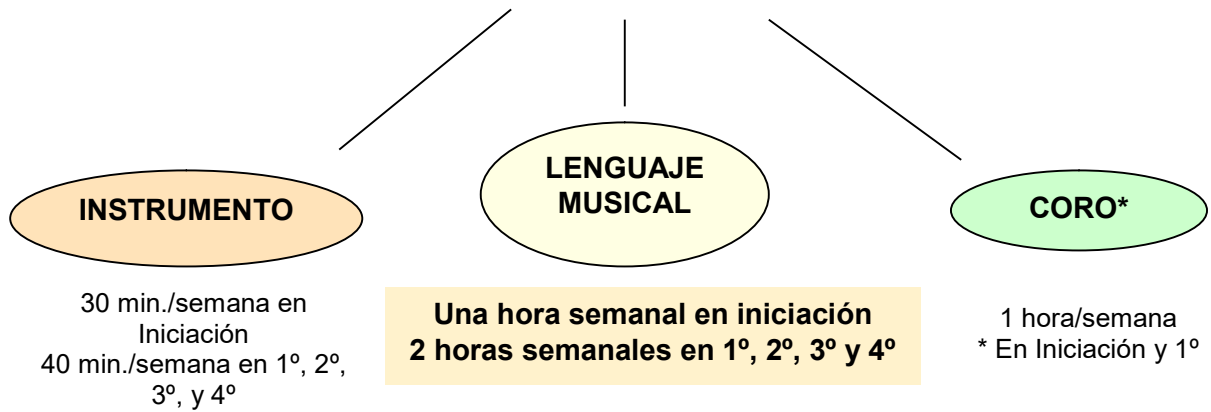 INSTRUMENTO
30 min./semana en
Iniciación
40 min./semana en 1º, 2º,
3º, y 4º
LENGUAJE
MUSICAL
Una hora semanal en iniciación
2 horas semanales en 1º, 2º, 3º y 4º
CORO*
1 hora/semana
* En Iniciación y 1º